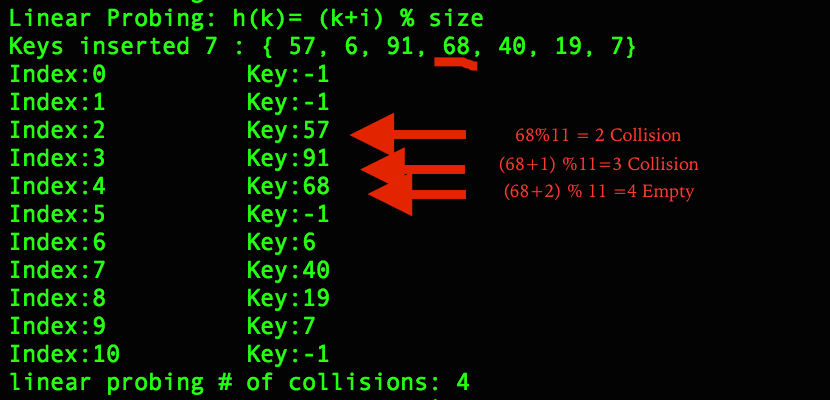 Linear Probing: h(k)= (k+i) % size
Keys inserted 7 : { 57, 6, 91, 68, 40, 19, 7}
Index:0 Key:-1
Index:1 Key:-1
Index:2 Key:57 68%11 = 2 Collision
Index:3 Key:91 (68+1) %11=3 Collision
Index:4 Key:68 (68+2) % 11 =4 Empty
Index:5 Key:-1
Index:6 Key:6
Index:7 Key:40
Index:8 Key:19
Index:9 Key:7
Index:10 Key:-1
linear probing # of collisions: 4